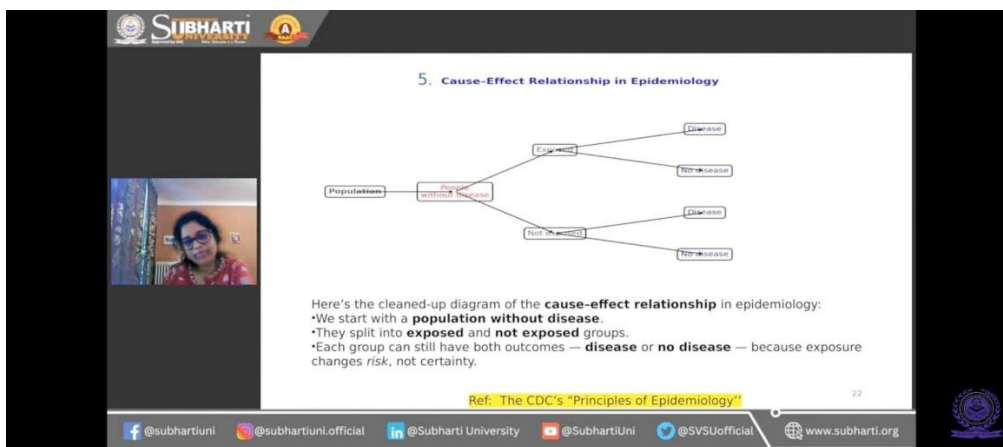 SUBHARTI
UNIVERSITY
A
NAAC
5. Cause–Effect Relationship in Epidemiology
Disease
Exposed
No disease
Population
People
without disease
Disease
Not exposed
No disease
Here's the cleaned-up diagram of the cause–effect relationship in epidemiology:
•We start with a population without disease.
•They split into exposed and not exposed groups.
•Each group can still have both outcomes — disease or no disease — because exposure
changes risk, not certainty.
Ref: The CDC's "Principles of Epidemiology''
22
@subhartiuni
@subhartiuni.official
in @Subharti University
@SubhartiUni
@SVSUofficial
www.subharti.org